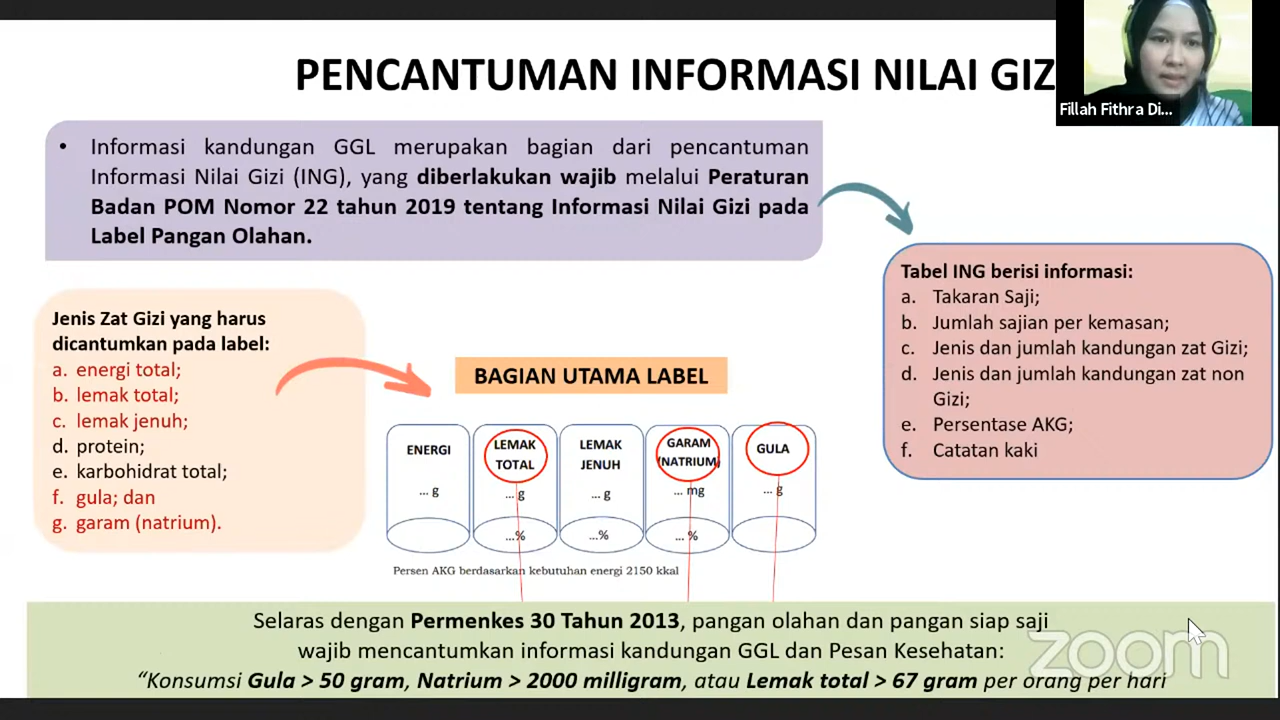 PENCANTUMAN INFORMASI NILAI GIZ
Fillah Fithra Di...
• Informasi kandungan GGL merupakan bagian dari pencantuman
Informasi Nilai Gizi (ING), yang diberlakukan wajib melalui Peraturan
Badan POM Nomor 22 tahun 2019 tentang Informasi Nilai Gizi pada
Label Pangan Olahan.
Tabel ING berisi informasi:
a. Takaran Saji;
b. Jumlah sajian per kemasan;
c. Jenis dan jumlah kandungan zat Gizi;
d. Jenis dan jumlah kandungan zat non
Gizi;
e. Persentase AKG;
f. Catatan kaki
Jenis Zat Gizi yang harus
dicantumkan pada label:
a. energi total;
b. lemak total;
c. lemak jenuh;
d. protein;
e. karbohidrat total;
f. gula; dan
g. garam (natrium).
BAGIAN UTAMA LABEL
ENERGI
... g
LEMAK
TOTAL
... g
...%
LEMAK
JENUH
... g
...%
GARAM
(NATRIUM)
... mg
... %
GULA
... g
Persen AKG berdasarkan kebutuhan energi 2150 kkal
Selaras dengan Permenkes 30 Tahun 2013, pangan olahan dan pangan siap saji
wajib mencantumkan informasi kandungan GGL dan Pesan Kesehatan:
“Konsumsi Gula > 50 gram, Natrium > 2000 milligram, atau Lemak total > 67 gram per orang per hari
zoom